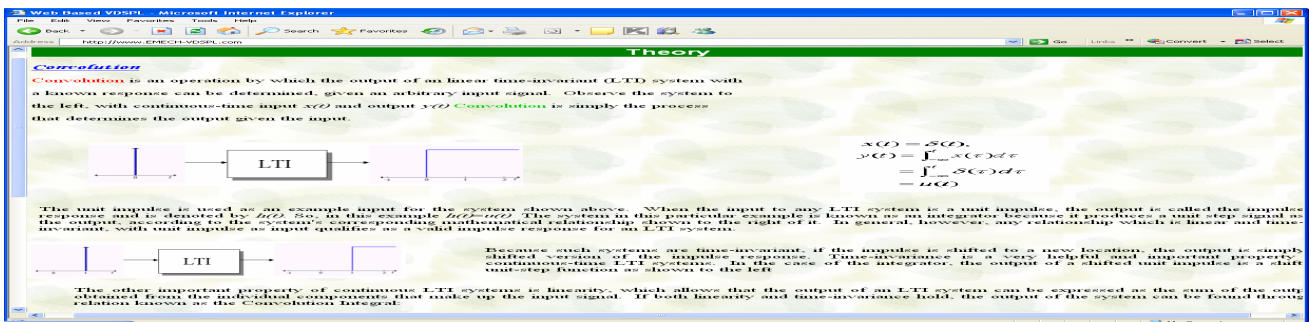 Web Based VDSPL - Microsoft Internet Explorer
File Edit View Favorites Tools Help
Back Search Favorites
Address http://www.EMECH-VDSPL.com Go Links Convert Select
Theory
Convolution
Convolution is an operation by which the output of an linear time-invariant (LTI) system with
a known response can be determined, given an arbitrary input signal. Observe the system to
the left, with continuous-time input x(t) and output y(t) Convolution is simply the process
that determines the output given the input.
x(t) = δ(t),
LTI
y(t) = ∫_{-∞}^{t} x(τ)dτ
= ∫_{-∞}^{t} δ(τ)dτ
= u(t)
The unit impulse is used as an example input for the system shown above. When the input to any LTI system is a unit impulse, the output is called the impulse
response and is denoted by h(t). So, in this example h(t)=u(t) The system in this particular example is known as an integrator because it produces a unit step signal as
the output, according to the system's corresponding mathematical relationship shown to the right of it. In general, however, any relationship which is linear and time-
invariant, with unit impulse as input qualifies as a valid impulse response for an LTI system.
LTI
Because such systems are time-invariant, if the impulse is shifted to a new location, the output is simply
shifted version of the impulse response. Time-invariance is a very helpful and important property
continuous-time LTI systems. In the case of the integrator, the output of a shifted unit impulse is a shift
unit-step function as shown to the left
The other important property of continuous LTI systems is linearity, which allows that the output of an LTI system can be expressed as the sum of the outp
obtained from the individual components that make up the input signal. If both linearity and time-invariance hold, the output of the system can be found throug
relation known as the Convolution Integral: